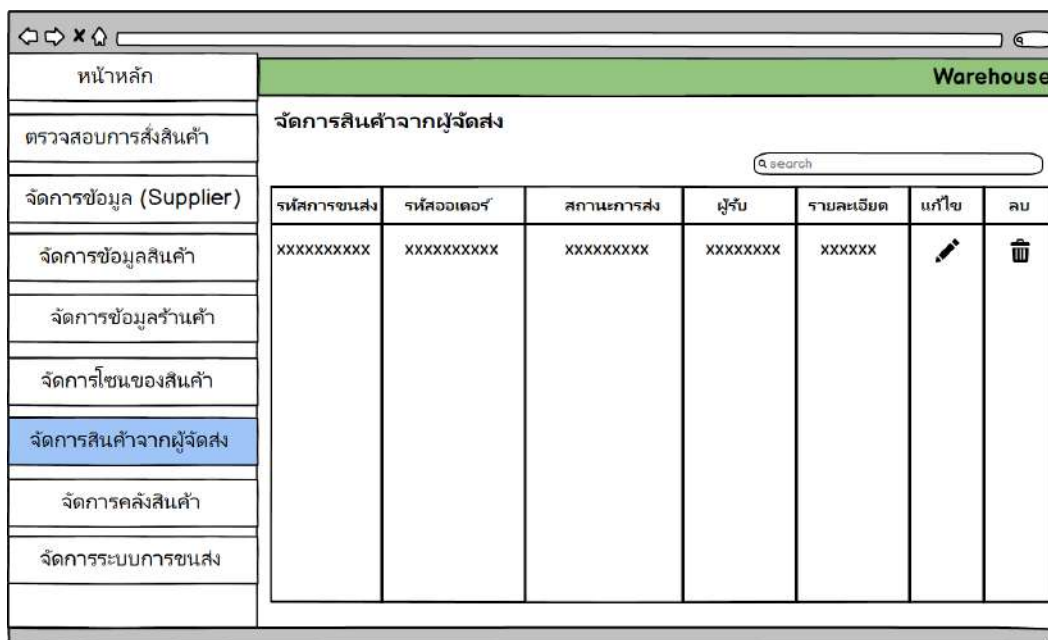 หน้าหลัก
Warehouse
ตรวจสอบการสั่งสินค้า
จัดการสินค้าจากผู้จัดส่ง
search
จัดการข้อมูล (Supplier)
รหัสการขนส่ง รหัสออเดอร์ สถานะการส่ง ผู้รับ รายละเอียด แก้ไข ลบ
จัดการข้อมูลสินค้า
xxxxxxxxxx xxxxxxxxxx xxxxxxxxx xxxxxxxx xxxxxx
จัดการข้อมูลร้านค้า
จัดการโซนของสินค้า
จัดการสินค้าจากผู้จัดส่ง
จัดการคลังสินค้า
จัดการระบบการขนส่ง